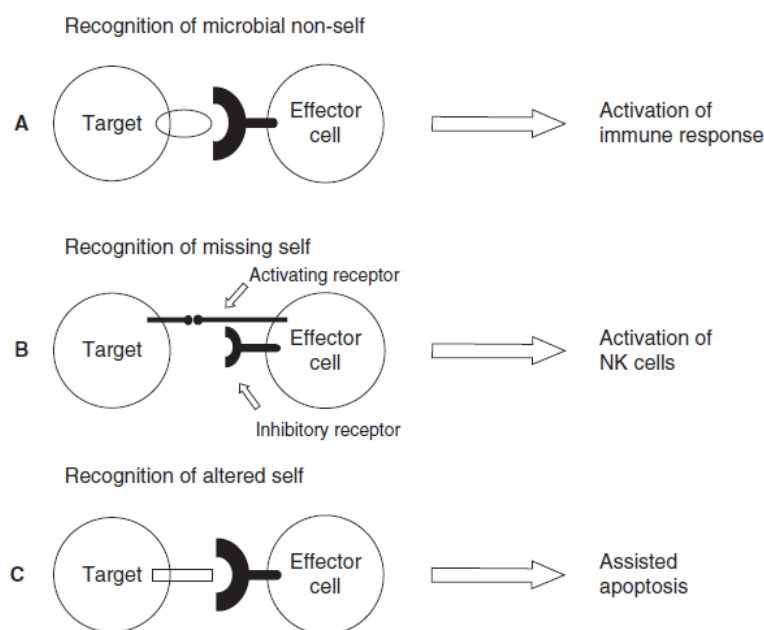 Recognition of microbial non-self
A
Target
Effector
cell
Activation of
immune response
Recognition of missing self
Activating receptor
B
Target
Effector
cell
Activation of
NK cells
Inhibitory receptor
Recognition of altered self
C
Target
Effector
cell
Assisted
apoptosis